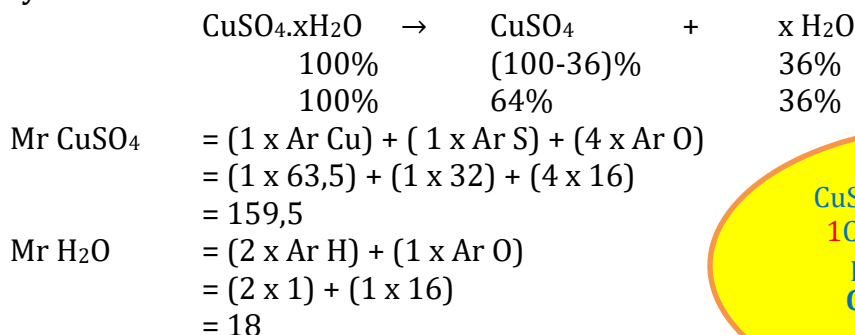 CuSO₄.xH₂O → CuSO₄ + x H₂O
100% (100-36)% 36%
100% 64% 36%
Mr CuSO₄ = (1 x Ar Cu) + ( 1 x Ar S) + (4 x Ar O)
= (1 x 63,5) + (1 x 32) + (4 x 16)
= 159,5
Mr H₂O = (2 x Ar H) + (1 x Ar O)
= (2 x 1) + (1 x 16)
= 18